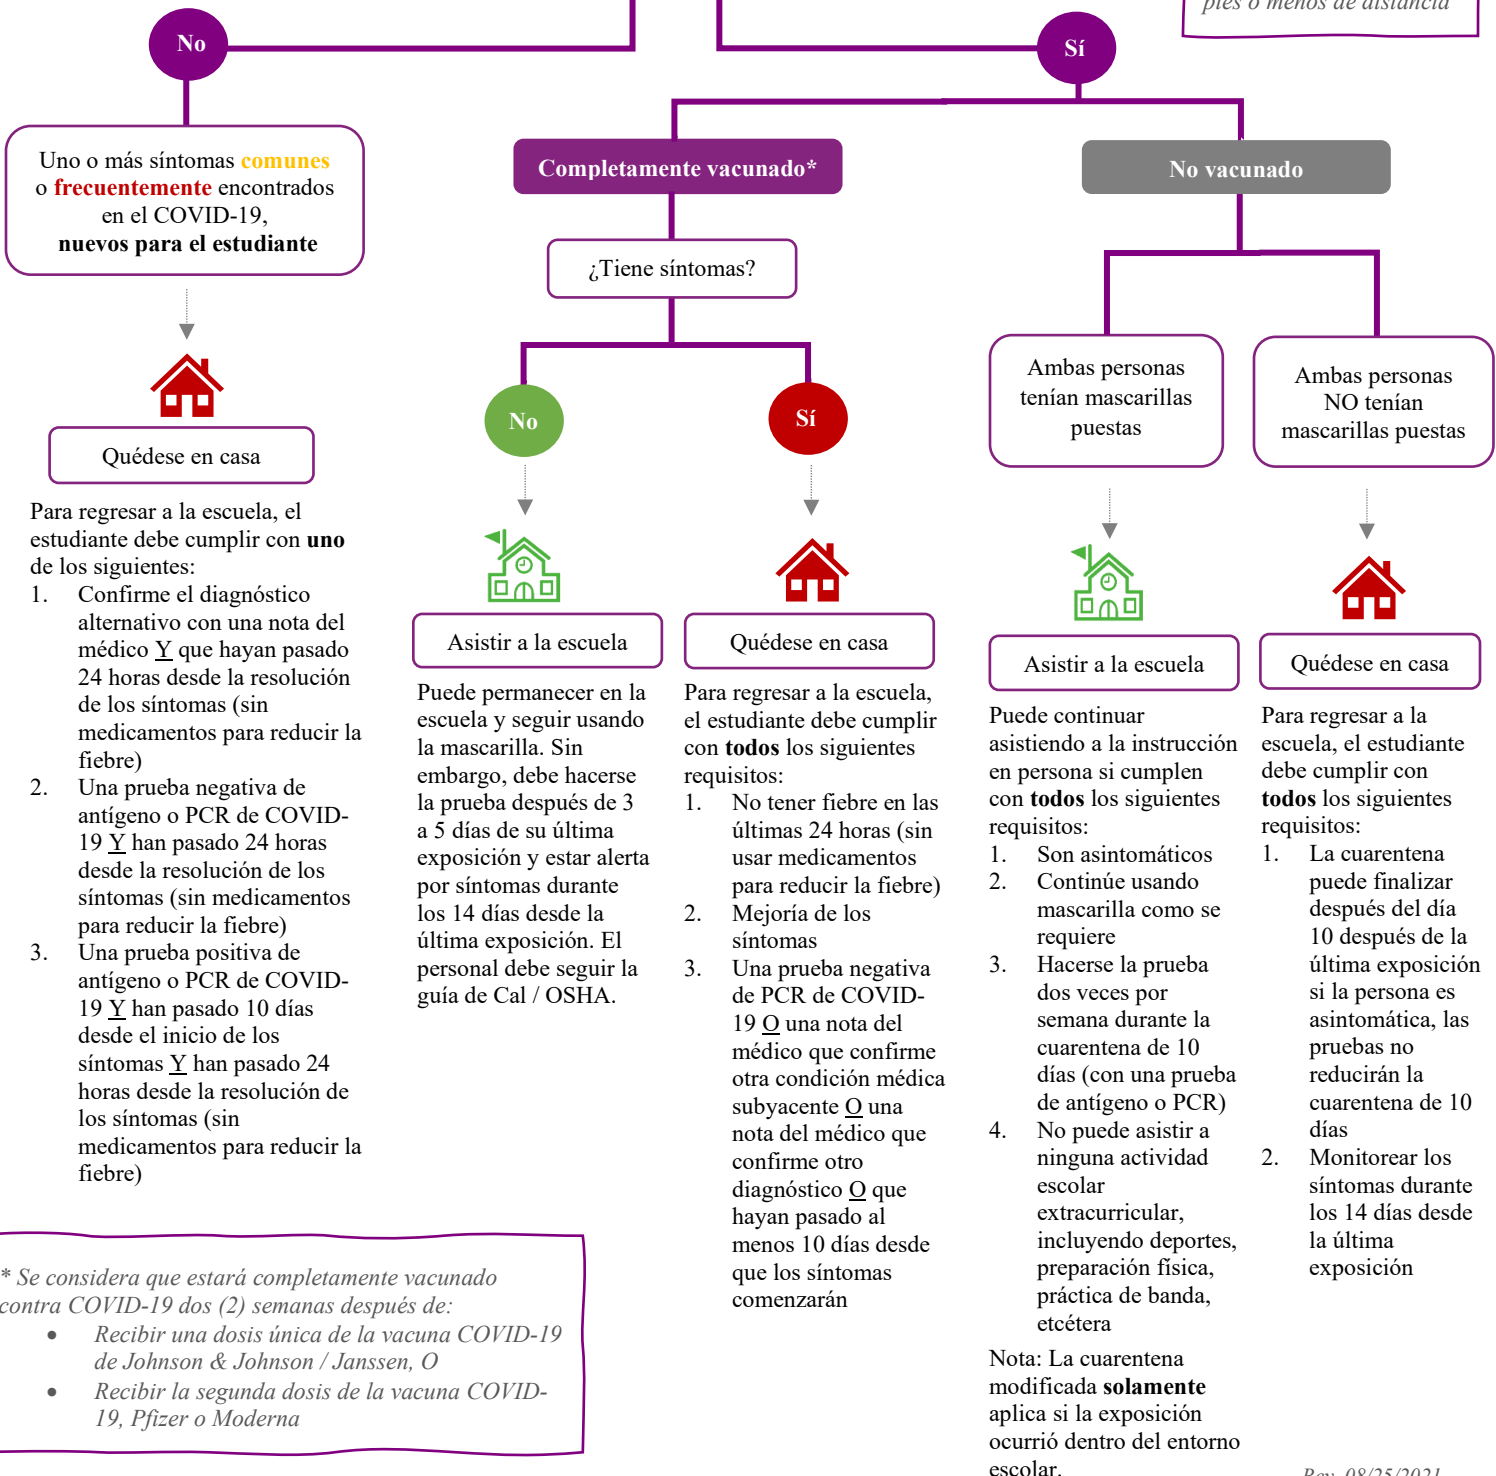 pies o menos de distancia
No
Sí
Uno o más síntomas comunes
o frecuentemente encontrados
en el COVID-19,
nuevos para el estudiante
Quédese en casa
Para regresar a la escuela, el
estudiante debe cumplir con uno
de los siguientes:
1. Confirme el diagnóstico
alternativo con una nota del
médico Y que hayan pasado
24 horas desde la resolución
de los síntomas (sin
medicamentos para reducir la
fiebre)
2. Una prueba negativa de
antígeno o PCR de COVID-
19 Y han pasado 24 horas
desde la resolución de los
síntomas (sin medicamentos
para reducir la fiebre)
3. Una prueba positiva de
antígeno o PCR de COVID-
19 Y han pasado 10 días
desde el inicio de los
síntomas Y han pasado 24
horas desde la resolución de
los síntomas (sin
medicamentos para reducir la
fiebre)
Completamente vacunado*
¿Tiene síntomas?
No
Asistir a la escuela
Puede permanecer en la
escuela y seguir usando
la mascarilla. Sin
embargo, debe hacerse
la prueba después de 3
a 5 días de su última
exposición y estar alerta
por síntomas durante
los 14 días desde la
última exposición. El
personal debe seguir la
guía de Cal / OSHA.
Sí
Quédese en casa
Para regresar a la escuela,
el estudiante debe cumplir
con todos los siguientes
requisitos:
1. No tener fiebre en las
últimas 24 horas (sin
usar medicamentos
para reducir la fiebre)
2. Mejoría de los
síntomas
3. Una prueba negativa
de PCR de COVID-
19 O una nota del
médico que confirme
otra condición médica
subyacente O una
nota del médico que
confirme otro
diagnóstico O que
hayan pasado al
menos 10 días desde
que los síntomas
comenzarán
No vacunado
Ambas personas
tenían mascarillas
puestas
Asistir a la escuela
Puede continuar
asistiendo a la instrucción
en persona si cumplen
con todos los siguientes
requisitos:
1. Son asintomáticos
2. Continúe usando
mascarilla como se
requiere
3. Hacerse la prueba
dos veces por
semana durante la
cuarentena de 10
días (con una prueba
de antígeno o PCR)
4. No puede asistir a
ninguna actividad
escolar
extracurricular,
incluyendo deportes,
preparación física,
práctica de banda,
etcétera
Nota: La cuarentena
modificada solamente
aplica si la exposición
ocurrió dentro del entorno
escolar.
Ambas personas
NO tenían
mascarillas puestas
Quédese en casa
Para regresar a la
escuela, el estudiante
debe cumplir con
todos los siguientes
requisitos:
1. La cuarentena
puede finalizar
después del día
10 después de la
última exposición
si la persona es
asintomática, las
pruebas no
reducirán la
cuarentena de 10
días
2. Monitorear los
síntomas durante
los 14 días desde
la última
exposición
* Se considera que estará completamente vacunado
contra COVID-19 dos (2) semanas después de:
• Recibir una dosis única de la vacuna COVID-19
de Johnson & Johnson / Janssen, O
• Recibir la segunda dosis de la vacuna COVID-
19, Pfizer o Moderna
Rev. 08/25/2021